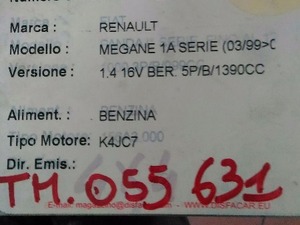 Marca : RENAULT
Modello : MEGANE 1A SERIE (03/99>0
Versione : 1.4 16V BER. 5P/B/1390CC
Aliment. : BENZINA
Tipo Motore: K4JC7
Dir. Emis.:
TM. 055 631